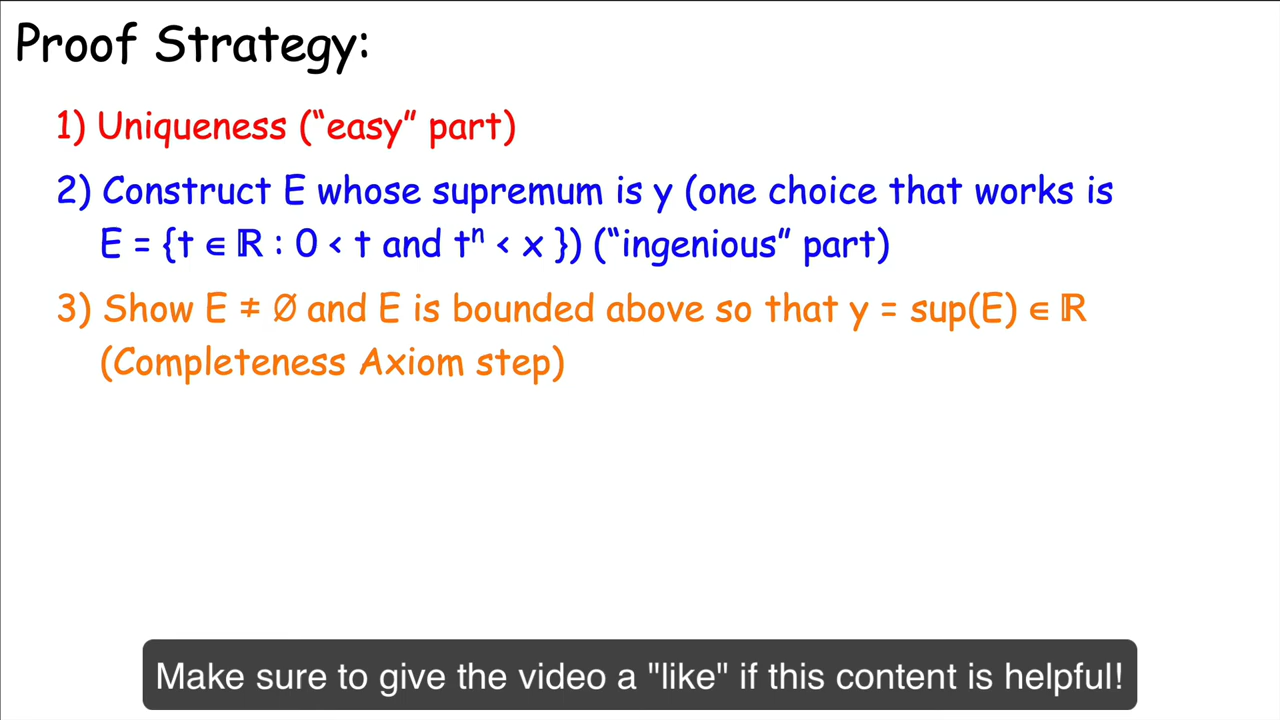 Proof Strategy:
1) Uniqueness (“easy” part)
2) Construct E whose supremum is y (one choice that works is
E = {t ∈ ℝ : 0 < t and tⁿ < x }) (“ingenious” part)
3) Show E ≠ Ø and E is bounded above so that y = sup(E) ∈ ℝ
(Completeness Axiom step)
Make sure to give the video a "like" if this content is helpful!